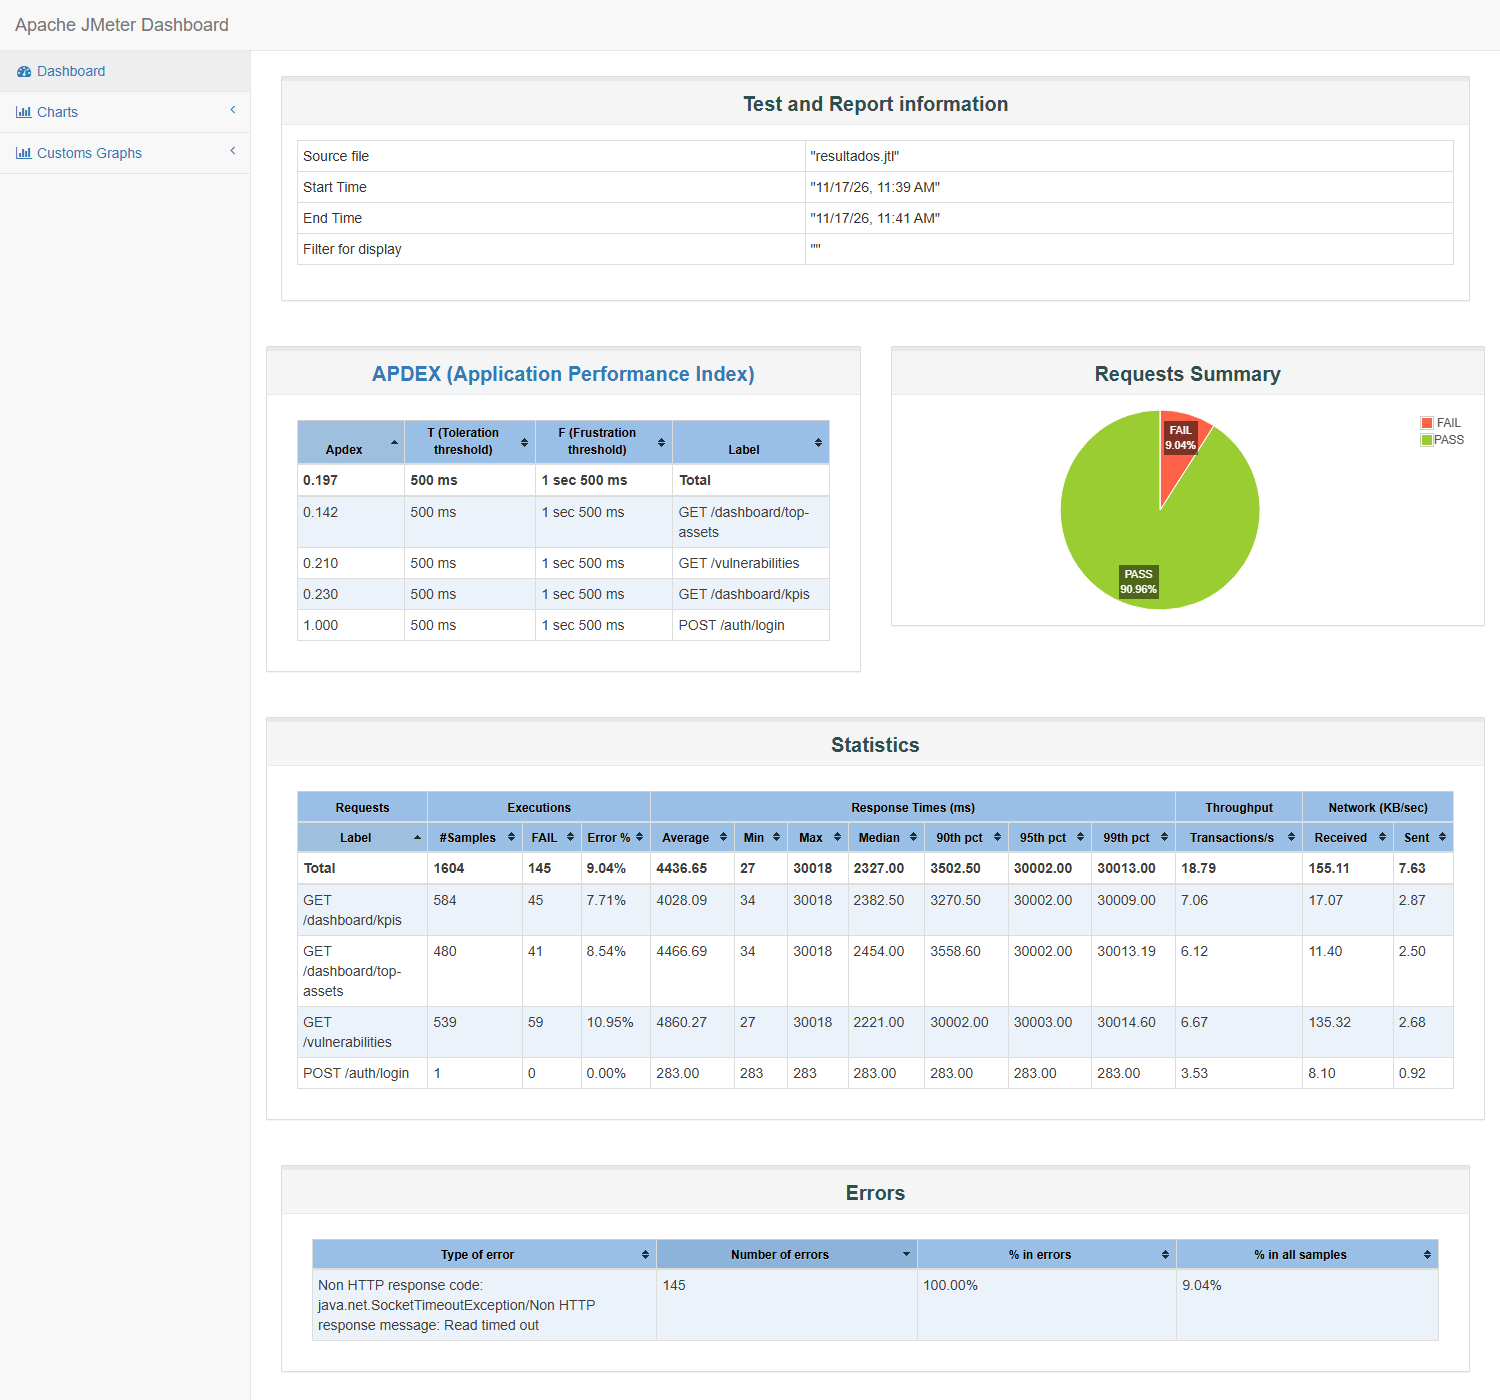 Apache JMeter Dashboard
Dashboard
Charts
Customs Graphs
Test and Report information
Source file "resultados.jtl"
Start Time "11/17/26, 11:39 AM"
End Time "11/17/26, 11:41 AM"
Filter for display ""
APDEX (Application Performance Index)
Apdex T (Toleration threshold) F (Frustration threshold) Label
0.197 500 ms 1 sec 500 ms Total
0.142 500 ms 1 sec 500 ms GET /dashboard/top-
assets
0.210 500 ms 1 sec 500 ms GET /vulnerabilities
0.230 500 ms 1 sec 500 ms GET /dashboard/kpis
1.000 500 ms 1 sec 500 ms POST /auth/login
Requests Summary
FAIL
9.04%
PASS
90.96%
FAIL
PASS
Statistics
Requests Executions Response Times (ms) Throughput Network (KB/sec)
Label #Samples FAIL Error % Average Min Max Median 90th pct 95th pct 99th pct Transactions/s Received Sent
Total 1604 145 9.04% 4436.65 27 30018 2327.00 3502.50 30002.00 30013.00 18.79 155.11 7.63
GET 584 45 7.71% 4028.09 34 30018 2382.50 3270.50 30002.00 30009.00 7.06 17.07 2.87
/dashboard/kpis
GET 480 41 8.54% 4466.69 34 30018 2454.00 3558.60 30002.00 30013.19 6.12 11.40 2.50
/dashboard/top-
assets
GET 539 59 10.95% 4860.27 27 30018 2221.00 30002.00 30003.00 30014.60 6.67 135.32 2.68
/vulnerabilities
POST /auth/login 1 0 0.00% 283.00 283 283 283.00 283.00 283.00 283.00 3.53 8.10 0.92
Errors
Type of error Number of errors % in errors % in all samples
Non HTTP response code: 145 100.00% 9.04%
java.net.SocketTimeoutException/Non HTTP
response message: Read timed out